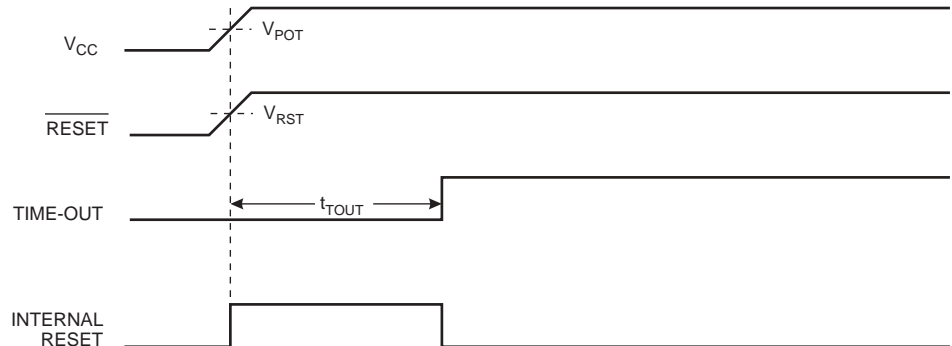 V_CC
V_POT
RESET
V_RST
TIME-OUT
t_TOUT
INTERNAL
RESET